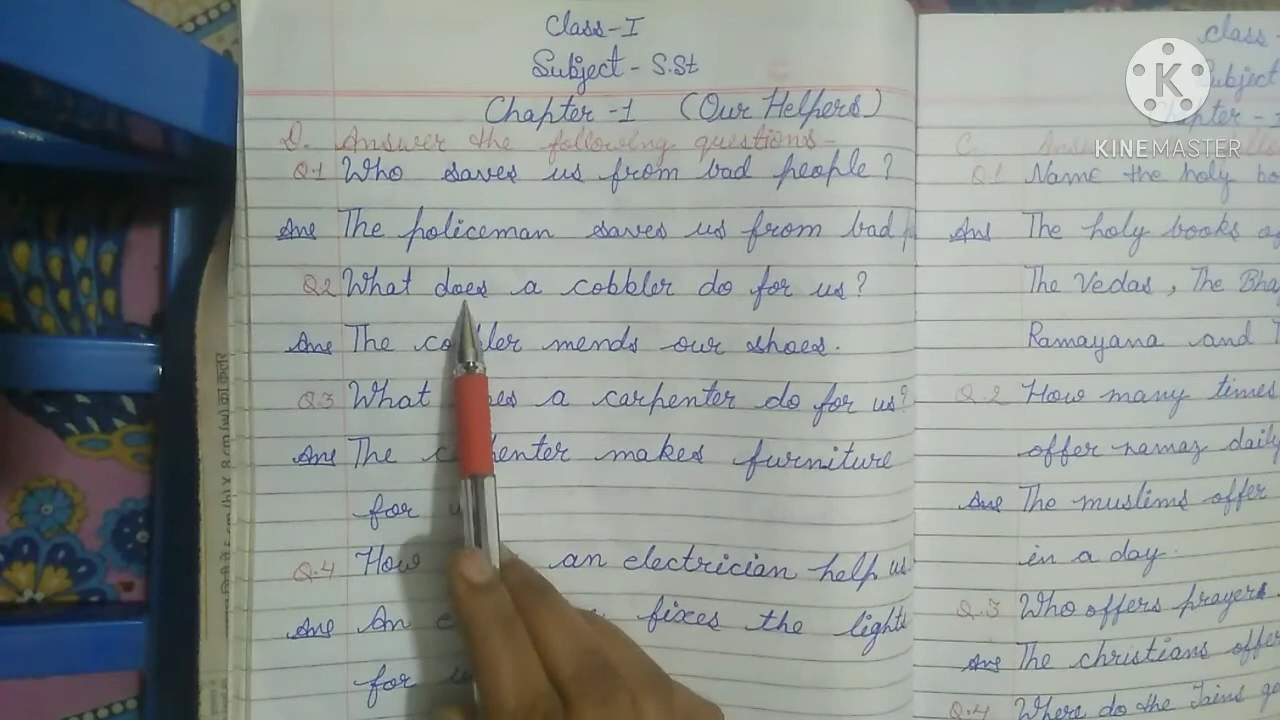 Class-I
Subject - S.St
Chapter -1 (Our Helpers)
D. Answer the following questions-
Q.1 Who saves us from bad people?
Ans The policeman saves us from bad
Q2 What does a cobbler do for us?
Ans The mends our shoes.
Q.3 What a carpenter do for us?
Ans The makes furniture
for
Q.4 How an electrician help us
Ans An fixes the lights
for
class-
Subject
Chapter -
C.
Q1 Name the holy
Ans The holy books of
The Vedas, The
Ramayana and
Q.2 How many times
offer namaz daily
Ans The muslims offer
in a day.
Q.3 Who offers prayers
Ans The christians offer
Q.4 Where do the Jains
K
KINEMASTER